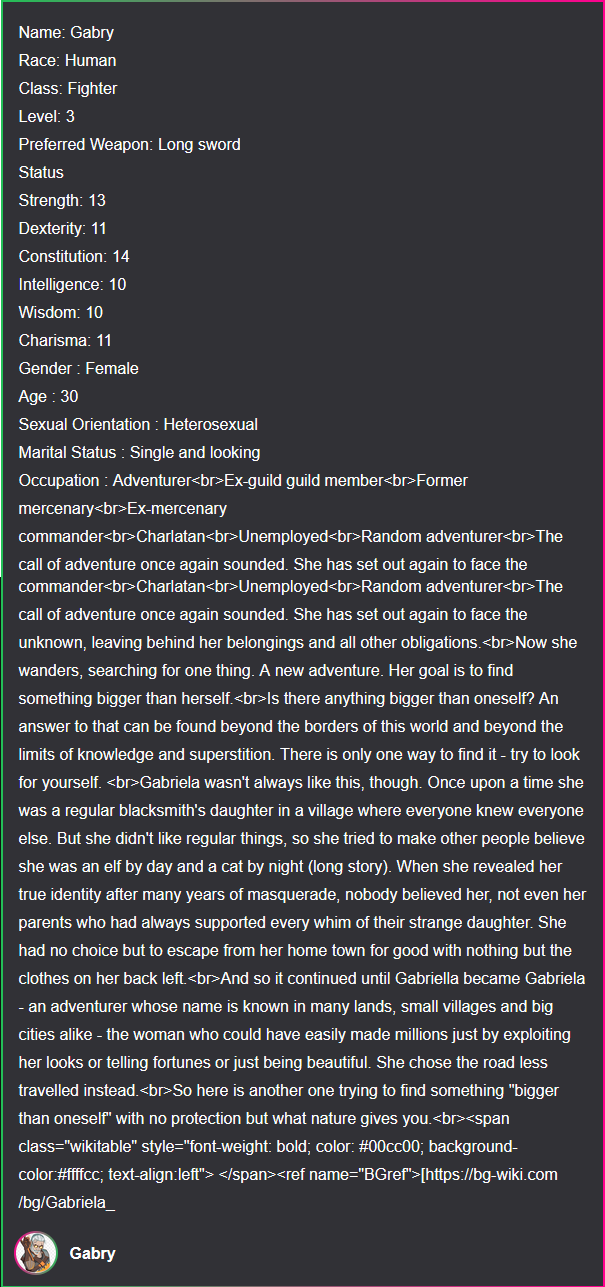 Name: Gabry
Race: Human
Class: Fighter
Level: 3
Preferred Weapon: Long sword
Status
Strength: 13
Dexterity: 11
Constitution: 14
Intelligence: 10
Wisdom: 10
Charisma: 11
Gender : Female
Age : 30
Sexual Orientation : Heterosexual
Marital Status : Single and looking
Occupation : Adventurer<br>Ex-guild guild member<br>Former
mercenary<br>Ex-mercenary
commander<br>Charlatan<br>Unemployed<br>Random adventurer<br>The
call of adventure once again sounded. She has set out again to face the
commander<br>Charlatan<br>Unemployed<br>Random adventurer<br>The
call of adventure once again sounded. She has set out again to face the
unknown, leaving behind her belongings and all other obligations.<br>Now she
wanders, searching for one thing. A new adventure. Her goal is to find
something bigger than herself.<br>Is there anything bigger than oneself? An
answer to that can be found beyond the borders of this world and beyond the
limits of knowledge and superstition. There is only one way to find it - try to look
for yourself. <br>Gabriela wasn't always like this, though. Once upon a time she
was a regular blacksmith's daughter in a village where everyone knew everyone
else. But she didn't like regular things, so she tried to make other people believe
she was an elf by day and a cat by night (long story). When she revealed her
true identity after many years of masquerade, nobody believed her, not even her
parents who had always supported every whim of their strange daughter. She
had no choice but to escape from her home town for good with nothing but the
clothes on her back left.<br>And so it continued until Gabriella became Gabriela
- an adventurer whose name is known in many lands, small villages and big
cities alike - the woman who could have easily made millions just by exploiting
her looks or telling fortunes or just being beautiful. She chose the road less
travelled instead.<br>So here is another one trying to find something "bigger
than oneself" with no protection but what nature gives you.<br><span
class="wikitable" style="font-weight: bold; color: #00cc00; background-
color:#ffffcc; text-align:left"> </span><ref name="BGref">[https://bg-wiki.com
/bg/Gabriela_
Gabry